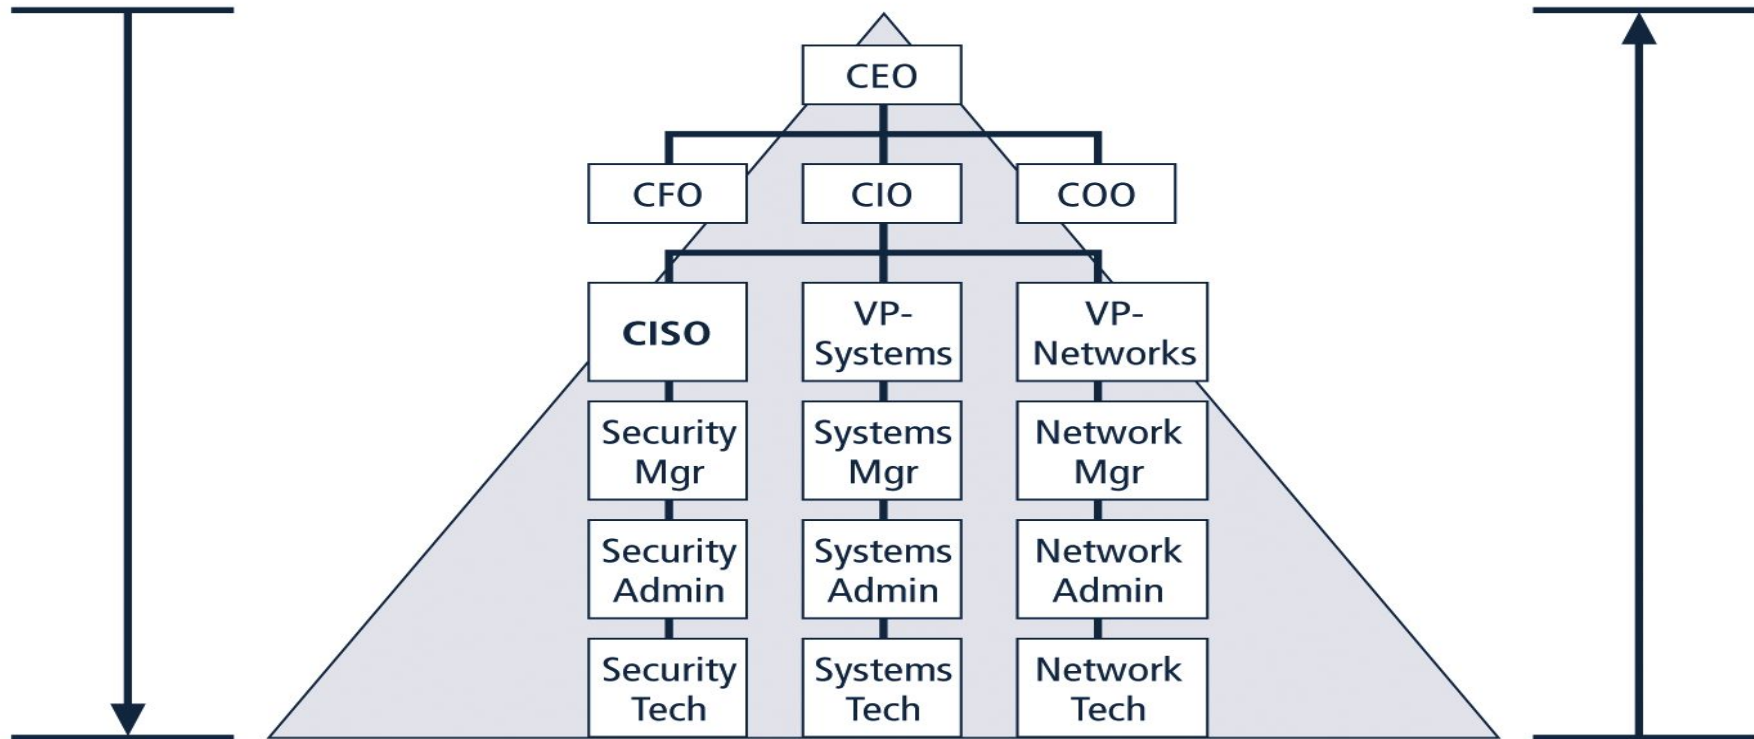 CEO
CFO
CIO
COO
CISO
VP-
Systems
VP-
Networks
Security
Mgr
Systems
Mgr
Network
Mgr
Security
Admin
Systems
Admin
Network
Admin
Security
Tech
Systems
Tech
Network
Tech